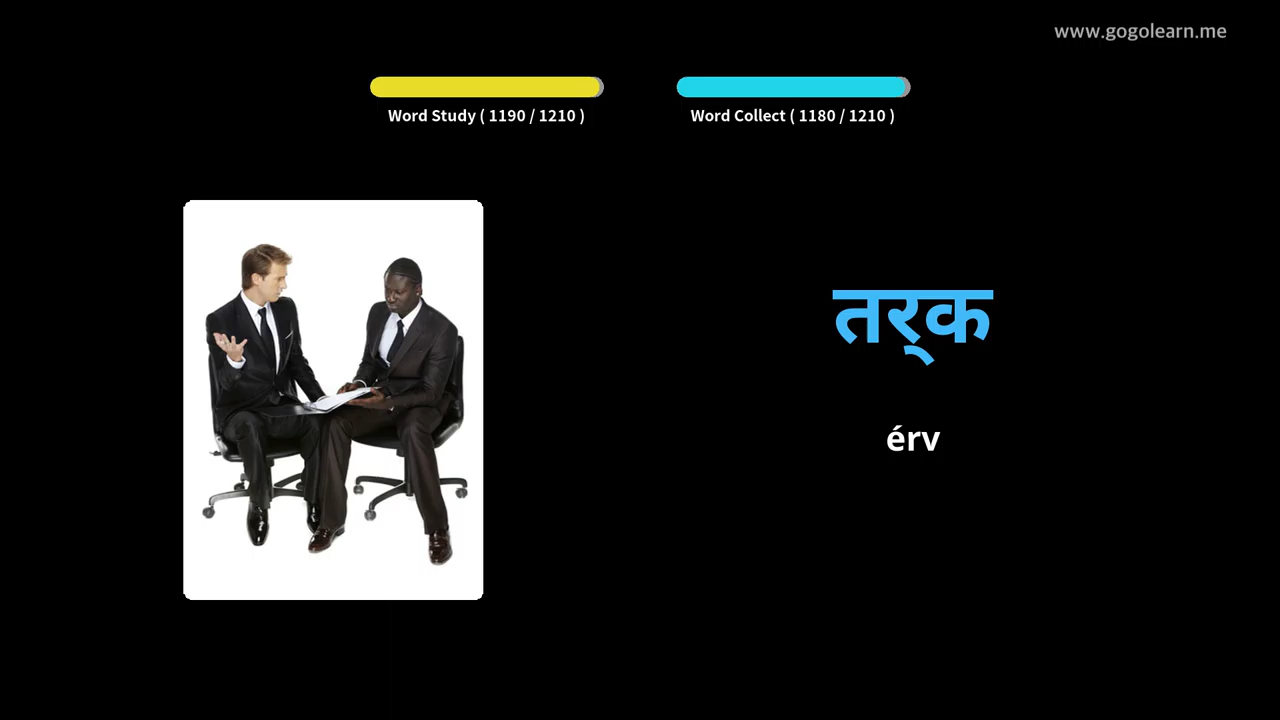 www.gogolearn.me
Word Study ( 1190 / 1210 )
Word Collect ( 1180 / 1210 )
तर्‌क
érv